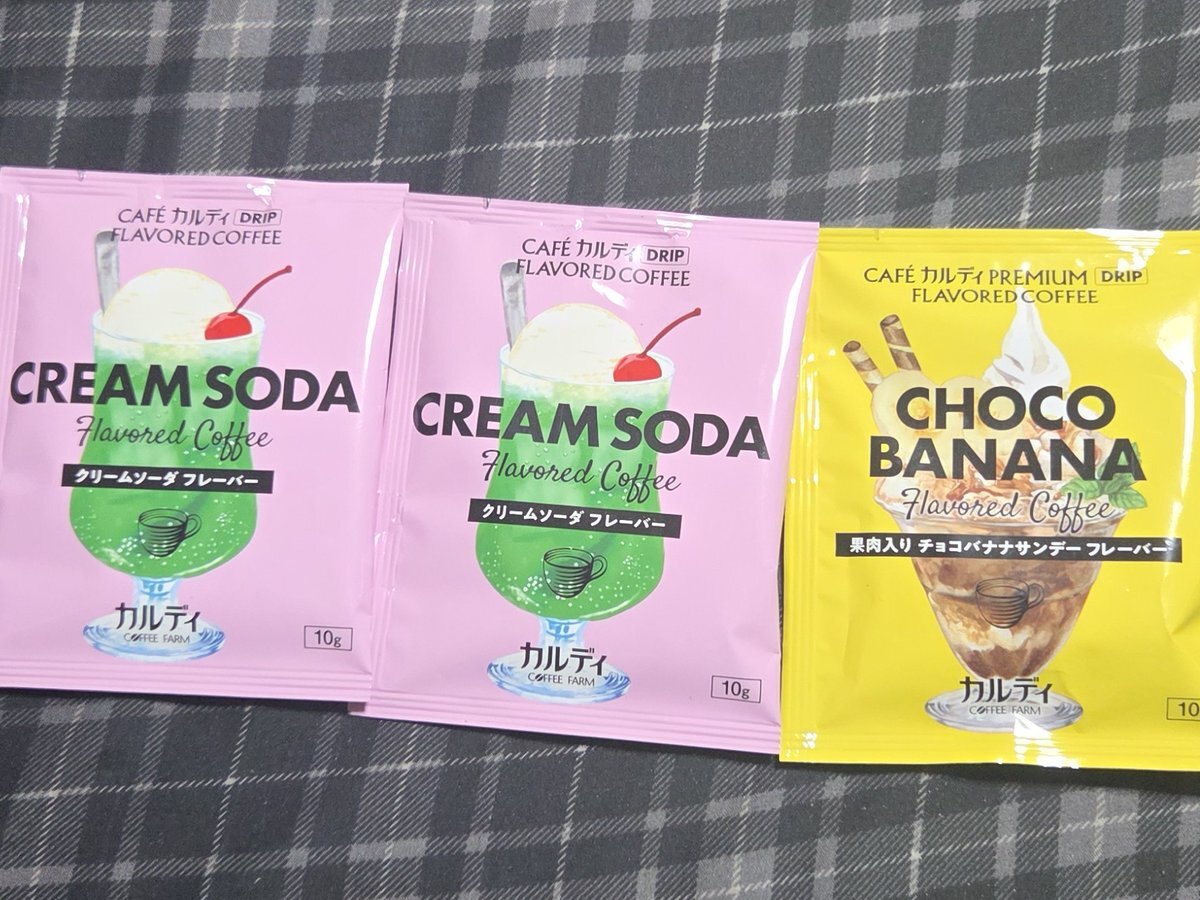 CAFÉ カルディ DRIP
FLAVORED COFFEE
CREAM SODA
Flavored Coffee
クリームソーダ フレーバー
カルディ
COFFEE FARM
10g
CAFÉ カルディ DRIP
FLAVORED COFFEE
CREAM SODA
Flavored Coffee
クリームソーダ フレーバー
カルディ
COFFEE FARM
10g
CAFÉ カルディ PREMIUM DRIP
FLAVORED COFFEE
CHOCO
BANANA
Flavored Coffee
果肉入り チョコバナナサンデー フレーバー
カルディ
COFFEE FARM
10